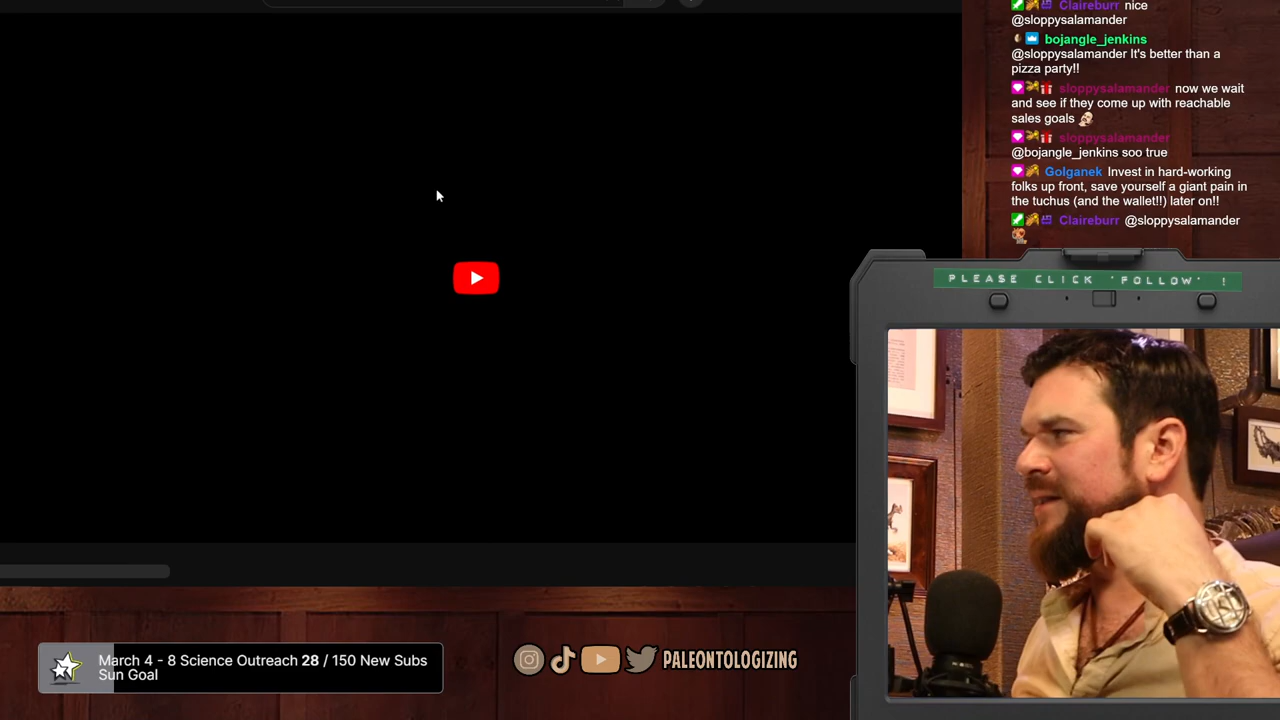 Claireburr nice
@sloppysalamander
bojangle_jenkins
@sloppysalamander It's better than a
pizza party!!
sloppysalamander now we wait
and see if they come up with reachable
sales goals
sloppysalamander
@bojangle_jenkins soo true
Golganek Invest in hard-working
folks up front, save yourself a giant pain in
the tuchus (and the wallet!!) later on!!
Claireburr @sloppysalamander
PLEASE CLICK 'FOLLOW' !
March 4 - 8 Science Outreach 28 / 150 New Subs
Sun Goal
PALEONTOLOGIZING